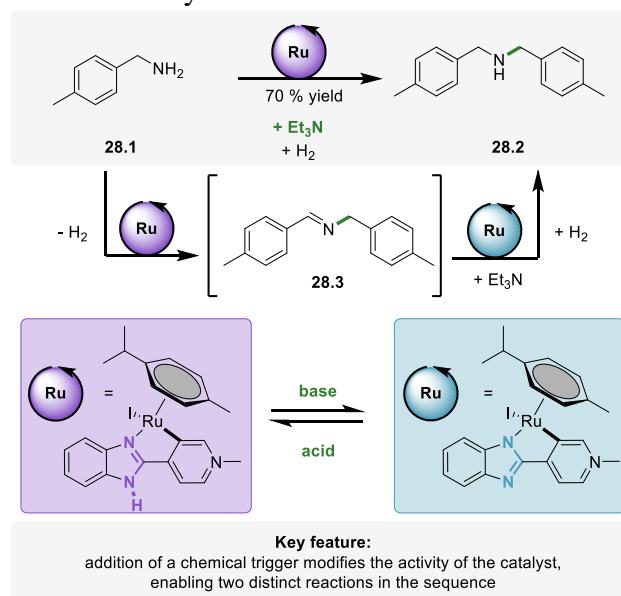 Ru
NH₂
70 % yield
N
H
+ Et₃N
+ H₂
28.1
28.2
- H₂
Ru
N
Ru
+ H₂
28.3
+ Et₃N
Ru
=
I
Ru
N
N
N
H
base
acid
Ru
=
I
Ru
N
N
N
Key feature:
addition of a chemical trigger modifies the activity of the catalyst,
enabling two distinct reactions in the sequence